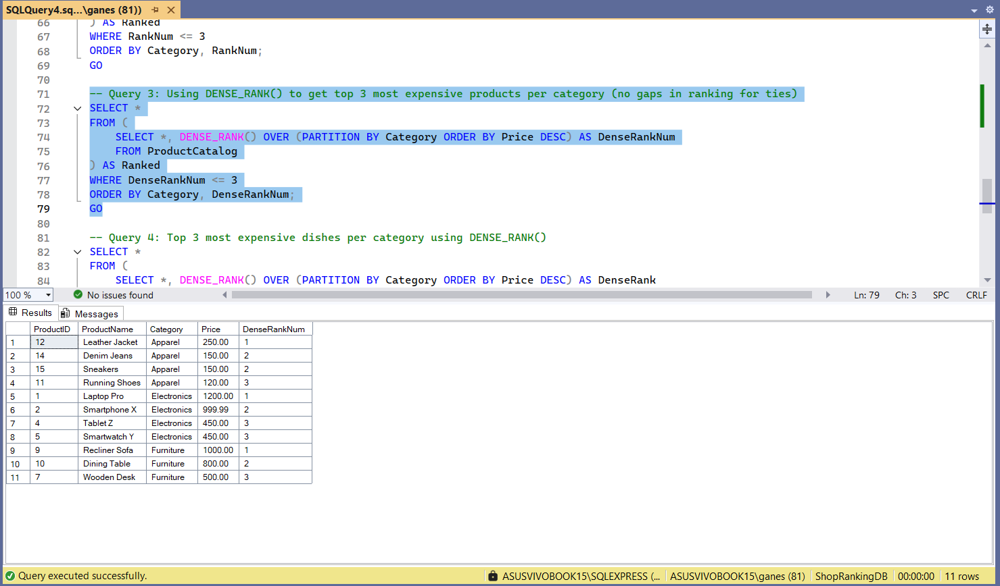 SQLQuery4.sq...\ganes (81))
66 ) AS Ranked
67 WHERE RankNum <= 3
68 ORDER BY Category, RankNum;
69 GO
70
71 -- Query 3: Using DENSE_RANK() to get top 3 most expensive products per category (no gaps in ranking for ties)
72 SELECT *
73 FROM (
74 SELECT *, DENSE_RANK() OVER (PARTITION BY Category ORDER BY Price DESC) AS DenseRankNum
75 FROM ProductCatalog
76 ) AS Ranked
77 WHERE DenseRankNum <= 3
78 ORDER BY Category, DenseRankNum;
79 GO
80
81 -- Query 4: Top 3 most expensive dishes per category using DENSE_RANK()
82 SELECT *
83 FROM (
84 SELECT *, DENSE_RANK() OVER (PARTITION BY Category ORDER BY Price DESC) AS DenseRank
100 % No issues found Ln: 79 Ch: 3 SPC CRLF
Results Messages
ProductID ProductName Category Price DenseRankNum
1 12 Leather Jacket Apparel 250.00 1
2 14 Denim Jeans Apparel 150.00 2
3 15 Sneakers Apparel 150.00 2
4 11 Running Shoes Apparel 120.00 3
5 1 Laptop Pro Electronics 1200.00 1
6 2 Smartphone X Electronics 999.99 2
7 4 Tablet Z Electronics 450.00 3
8 5 Smartwatch Y Electronics 450.00 3
9 9 Recliner Sofa Furniture 1000.00 1
10 10 Dining Table Furniture 800.00 2
11 7 Wooden Desk Furniture 500.00 3
Query executed successfully. ASUSVIVOBOOK15\SQLEXPRESS (... ASUSVIVOBOOK15\ganes (81) ShopRankingDB 00:00:00 11 rows